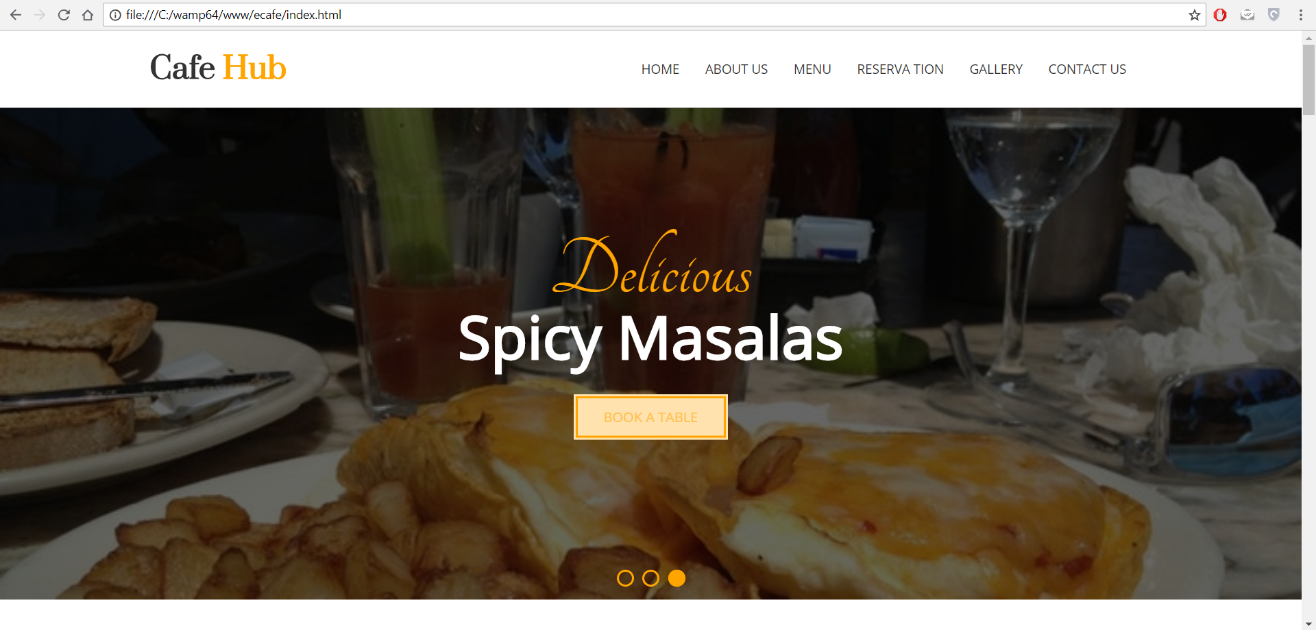 file:///C:/wamp64/www/ecafe/index.html
Cafe Hub
HOME ABOUT US MENU RESERVA TION GALLERY CONTACT US
Delicious
Spicy Masalas
BOOK A TABLE